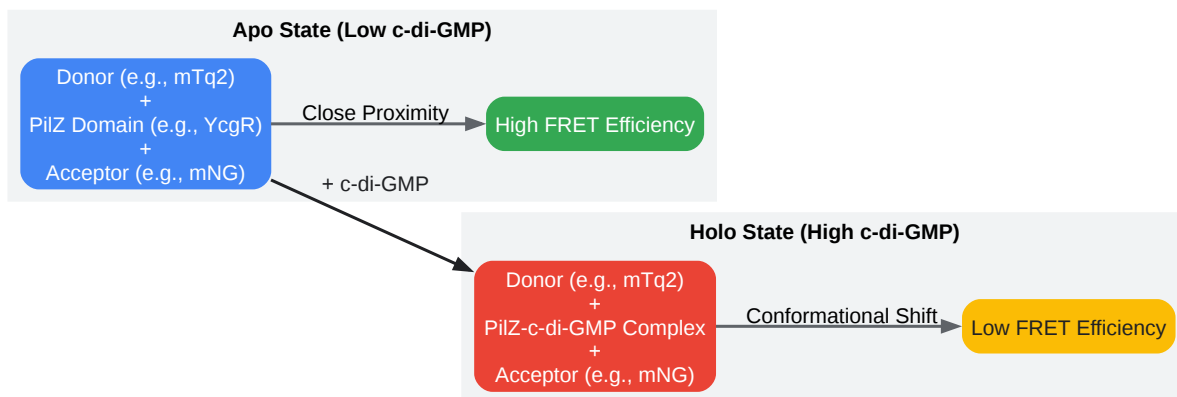 Apo State (Low c-di-GMP)
Donor (e.g., mTq2)
+
PilZ Domain (e.g., YcgR)
+
Acceptor (e.g., mNG)
Close Proximity
High FRET Efficiency
+ c-di-GMP
Holo State (High c-di-GMP)
Donor (e.g., mTq2)
+
PilZ-c-di-GMP Complex
+
Acceptor (e.g., mNG)
Conformational Shift
Low FRET Efficiency